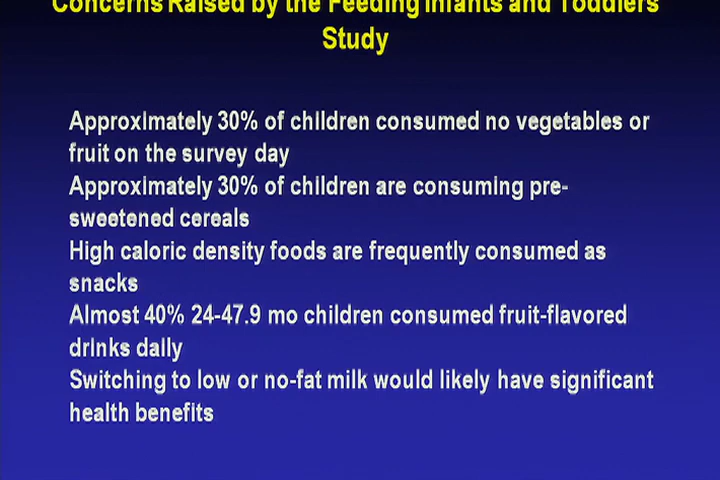 Concerns Raised by the Feeding Infants and Toddlers
Study
Approximately 30% of children consumed no vegetables or
fruit on the survey day
Approximately 30% of children are consuming pre-
sweetened cereals
High caloric density foods are frequently consumed as
snacks
Almost 40% 24-47.9 mo children consumed fruit-flavored
drinks daily
Switching to low or no-fat milk would likely have significant
health benefits